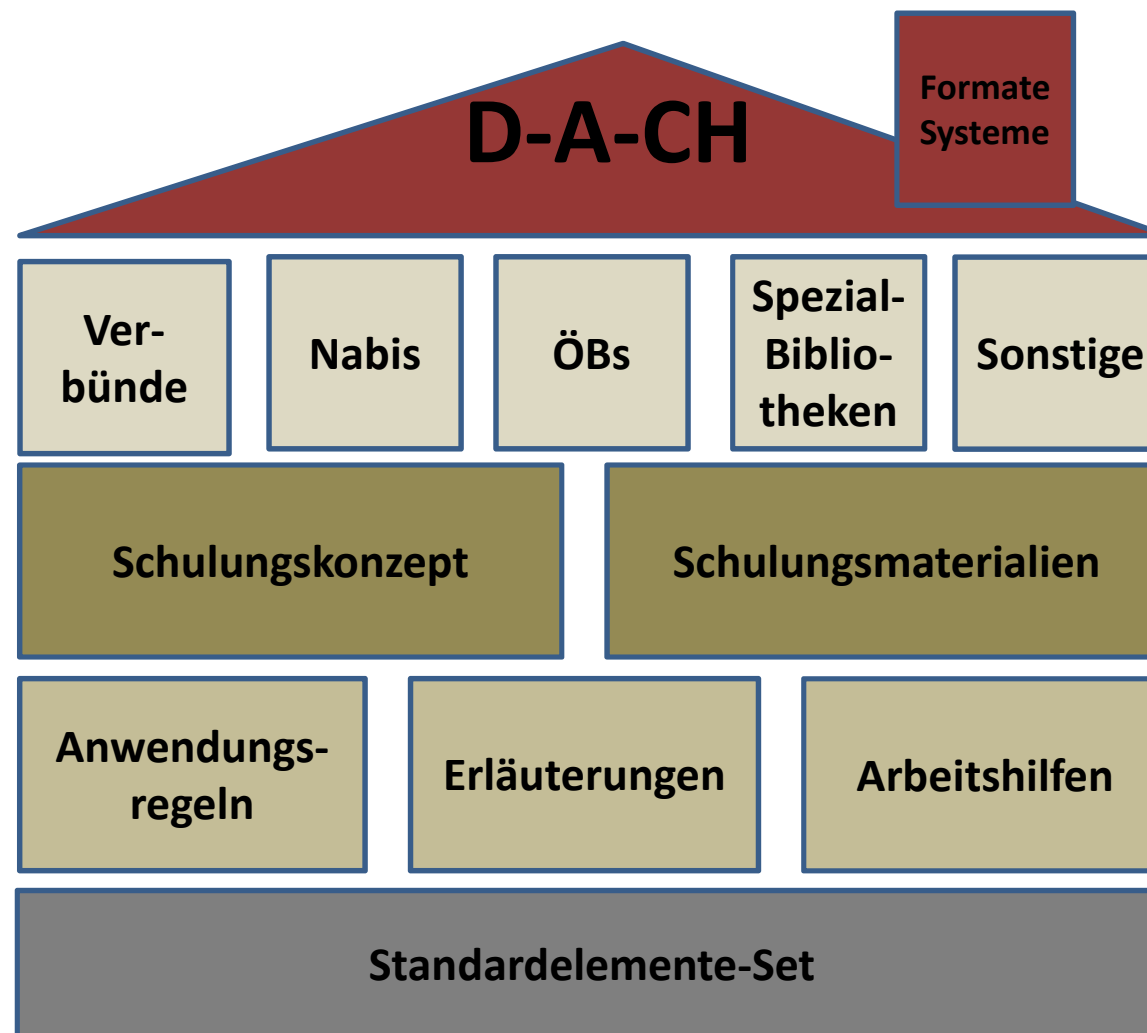 D-A-CH
Formate
Systeme
Ver-
bünde
Nabis
ÖBs
Spezial-
Biblio-
theken
Sonstige
Schulungskonzept
Schulungsmaterialien
Anwendungs-
regeln
Erläuterungen
Arbeitshilfen
Standardelemente-Set